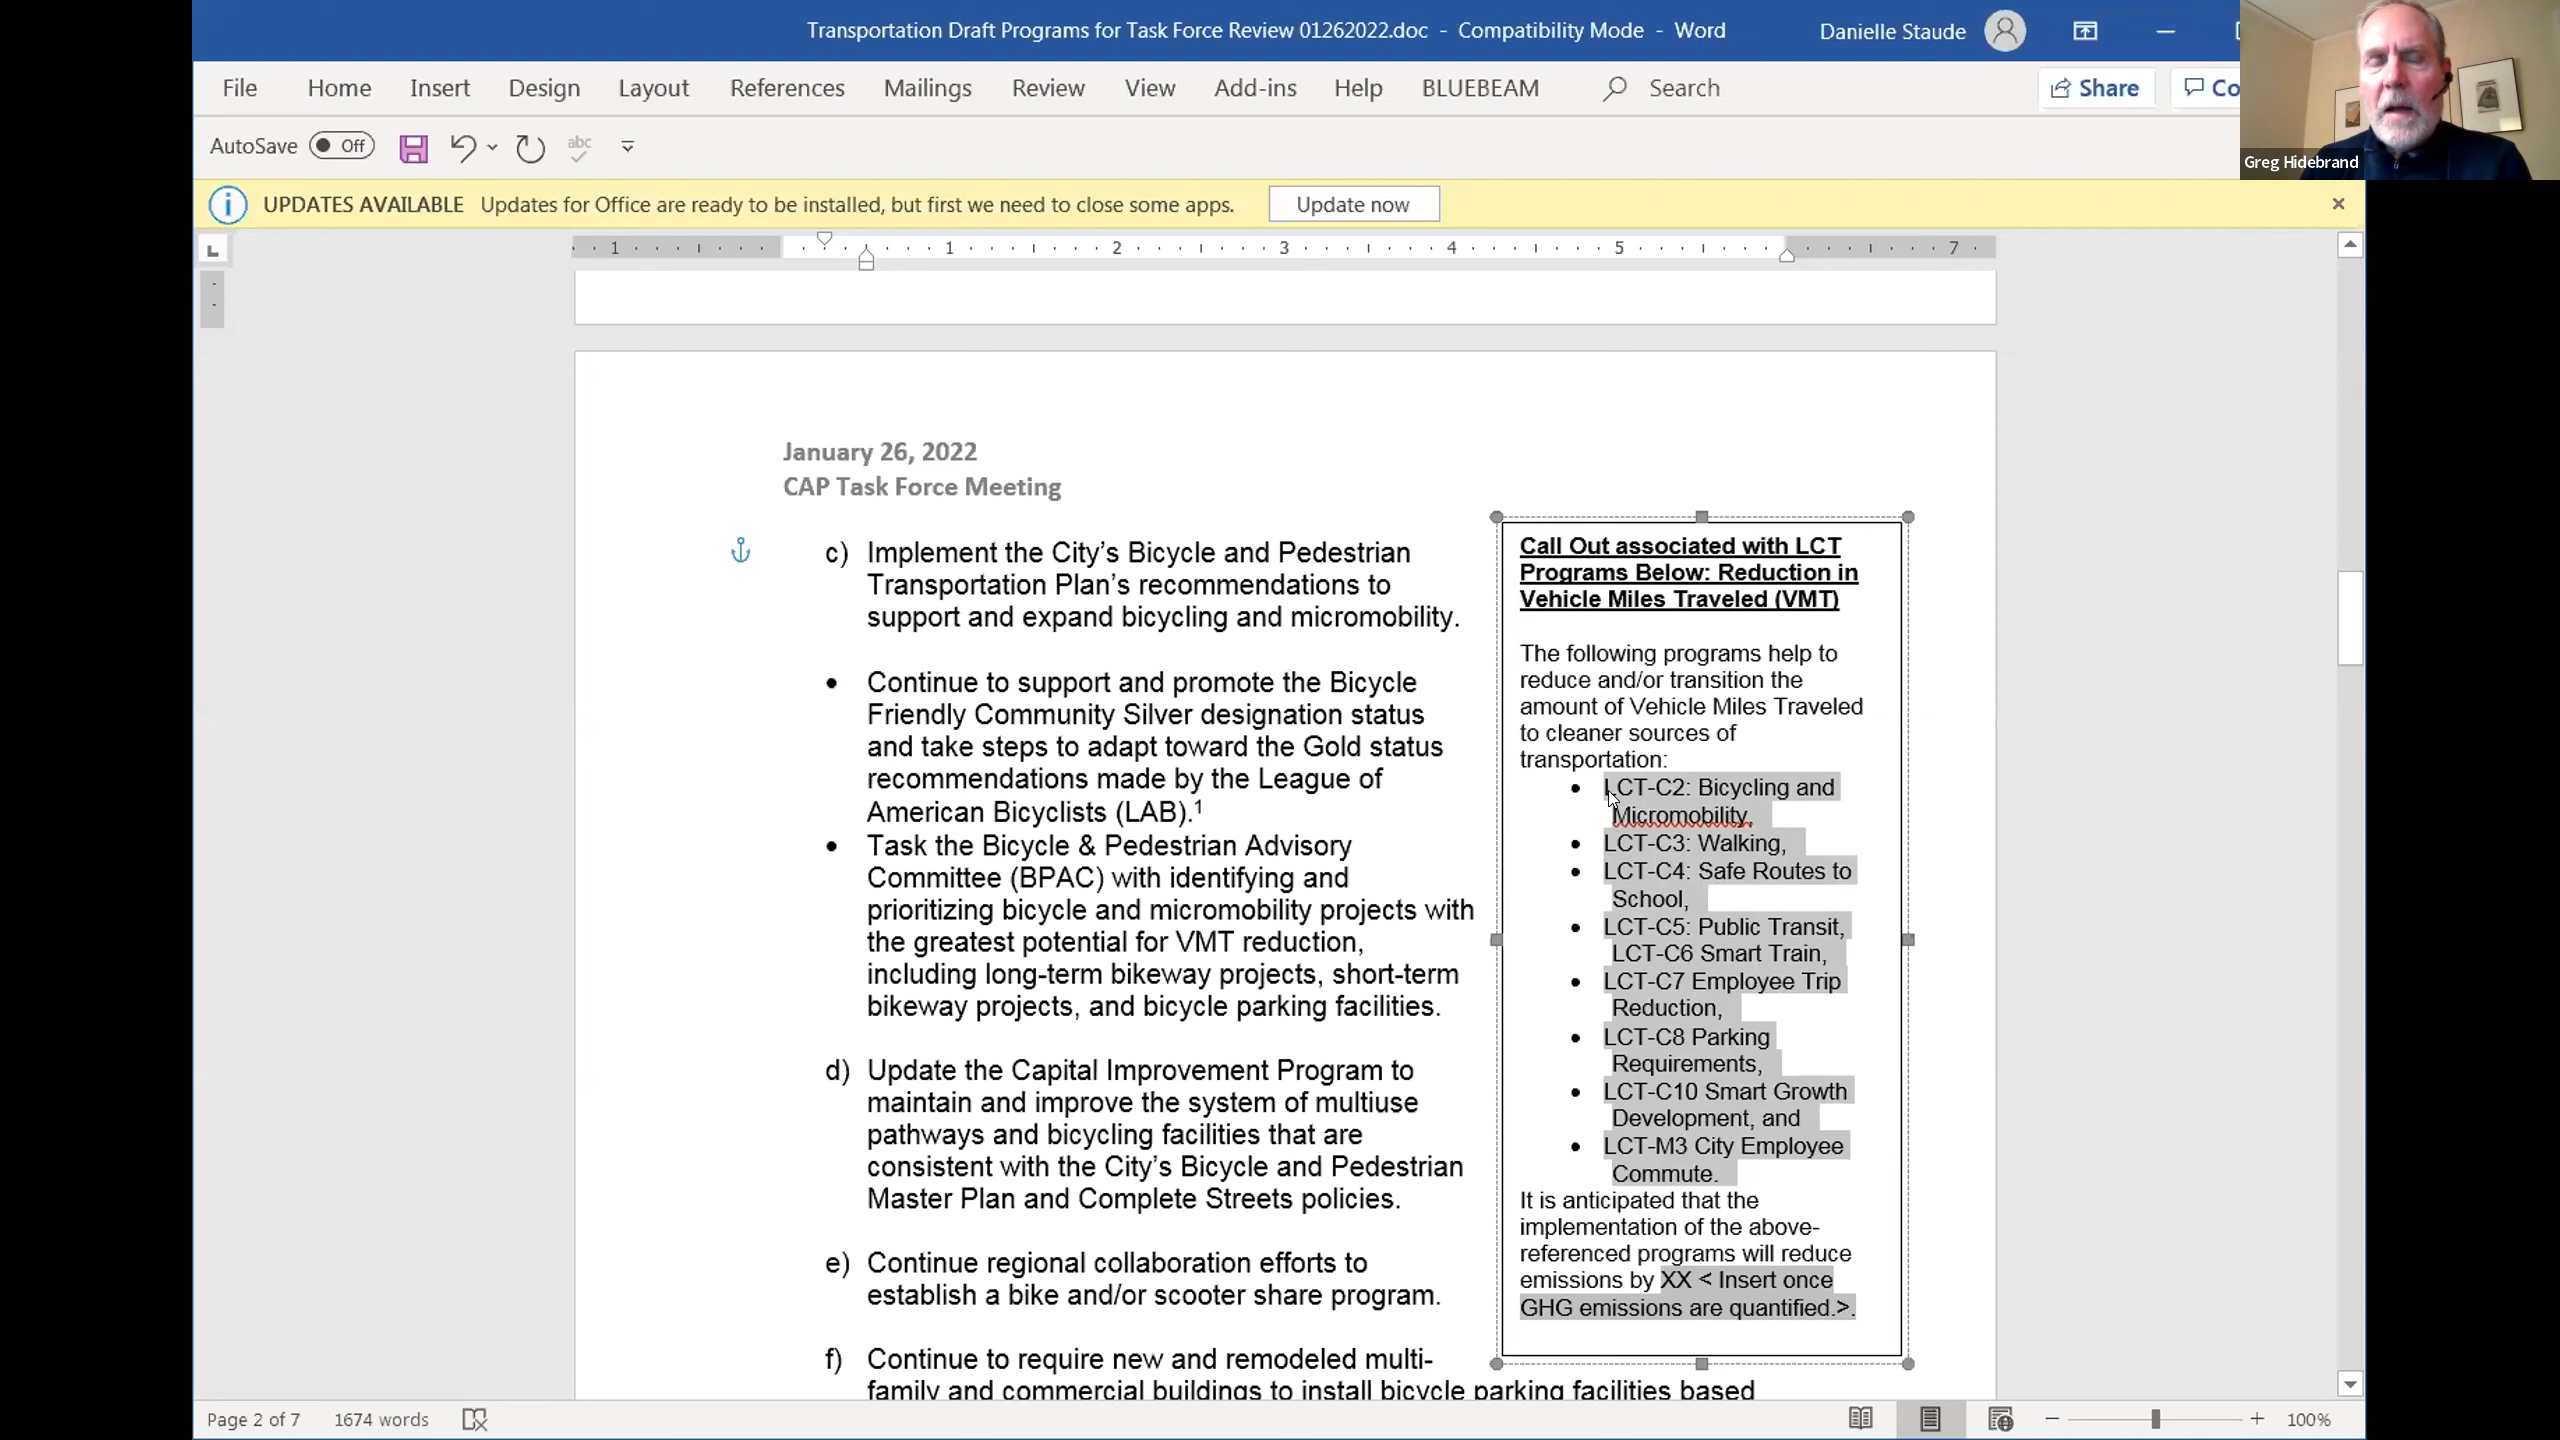 Transportation Draft Programs for Task Force Review 01262022.doc - Compatibility Mode - Word
Danielle Staude
File Home Insert Design Layout References Mailings Review View Add-ins Help BLUEBEAM Search Share Co
Greg Hidebrand
AutoSave Off abc
UPDATES AVAILABLE Updates for Office are ready to be installed, but first we need to close some apps. Update now
1 1 2 3 4 5 7
January 26, 2022
CAP Task Force Meeting
c) Implement the City’s Bicycle and Pedestrian
Transportation Plan’s recommendations to
support and expand bicycling and micromobility.
• Continue to support and promote the Bicycle
Friendly Community Silver designation status
and take steps to adapt toward the Gold status
recommendations made by the League of
American Bicyclists (LAB).¹
• Task the Bicycle & Pedestrian Advisory
Committee (BPAC) with identifying and
prioritizing bicycle and micromobility projects with
the greatest potential for VMT reduction,
including long-term bikeway projects, short-term
bikeway projects, and bicycle parking facilities.
d) Update the Capital Improvement Program to
maintain and improve the system of multiuse
pathways and bicycling facilities that are
consistent with the City’s Bicycle and Pedestrian
Master Plan and Complete Streets policies.
e) Continue regional collaboration efforts to
establish a bike and/or scooter share program.
f) Continue to require new and remodeled multi-
family and commercial buildings to install bicycle parking facilities based
Call Out associated with LCT
Programs Below: Reduction in
Vehicle Miles Traveled (VMT)
The following programs help to
reduce and/or transition the
amount of Vehicle Miles Traveled
to cleaner sources of
transportation:
• LCT-C2: Bicycling and
Micromobility,
• LCT-C3: Walking,
• LCT-C4: Safe Routes to
School,
• LCT-C5: Public Transit,
LCT-C6 Smart Train,
• LCT-C7 Employee Trip
Reduction,
• LCT-C8 Parking
Requirements,
• LCT-C10 Smart Growth
Development, and
• LCT-M3 City Employee
Commute.
It is anticipated that the
implementation of the above-
referenced programs will reduce
emissions by XX < Insert once
GHG emissions are quantified.>.
Page 2 of 7 1674 words 100%